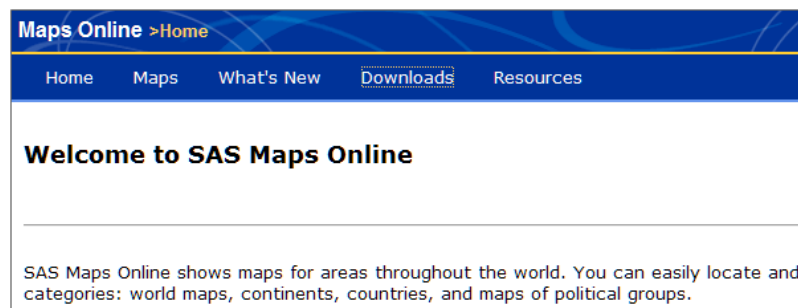 Maps Online >Home
Home Maps What's New Downloads Resources
Welcome to SAS Maps Online
SAS Maps Online shows maps for areas throughout the world. You can easily locate and
categories: world maps, continents, countries, and maps of political groups.